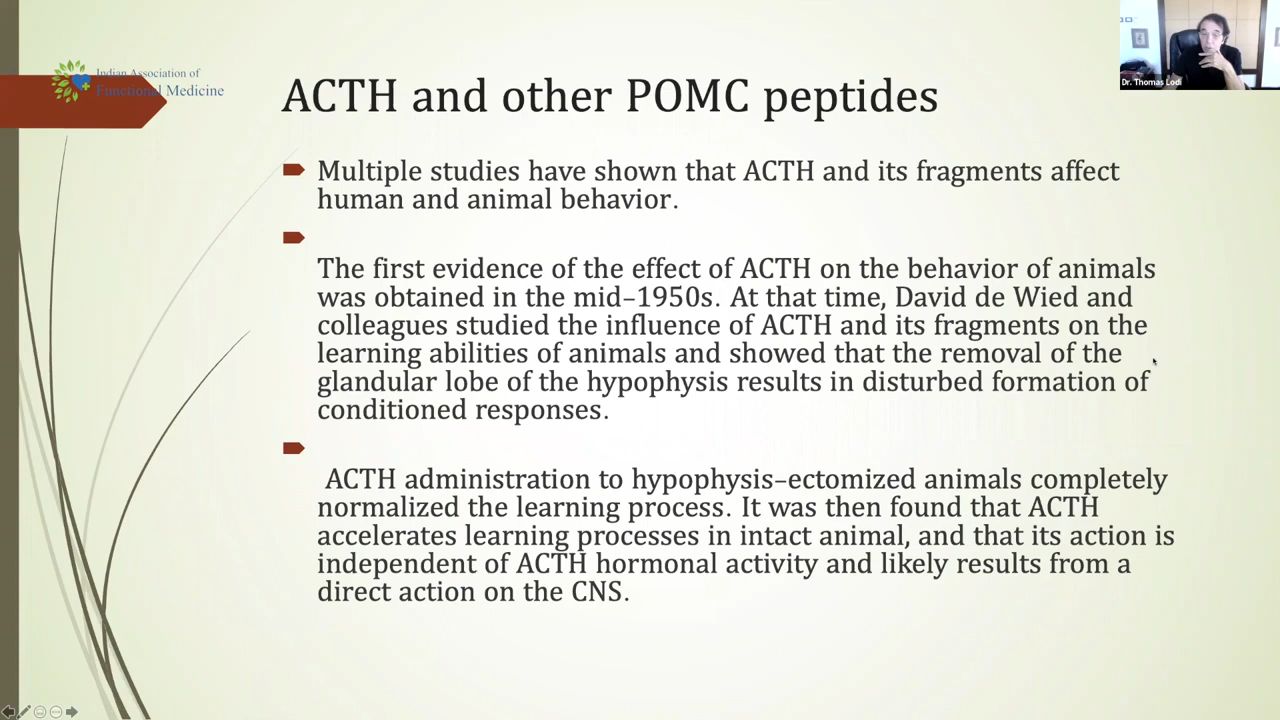 Indian Association of
Functional Medicine
Dr. Thomas Lodi
ACTH and other POMC peptides
Multiple studies have shown that ACTH and its fragments affect
human and animal behavior.
The first evidence of the effect of ACTH on the behavior of animals
was obtained in the mid–1950s. At that time, David de Wied and
colleagues studied the influence of ACTH and its fragments on the
learning abilities of animals and showed that the removal of the
glandular lobe of the hypophysis results in disturbed formation of
conditioned responses.
ACTH administration to hypophysis–ectomized animals completely
normalized the learning process. It was then found that ACTH
accelerates learning processes in intact animal, and that its action is
independent of ACTH hormonal activity and likely results from a
direct action on the CNS.